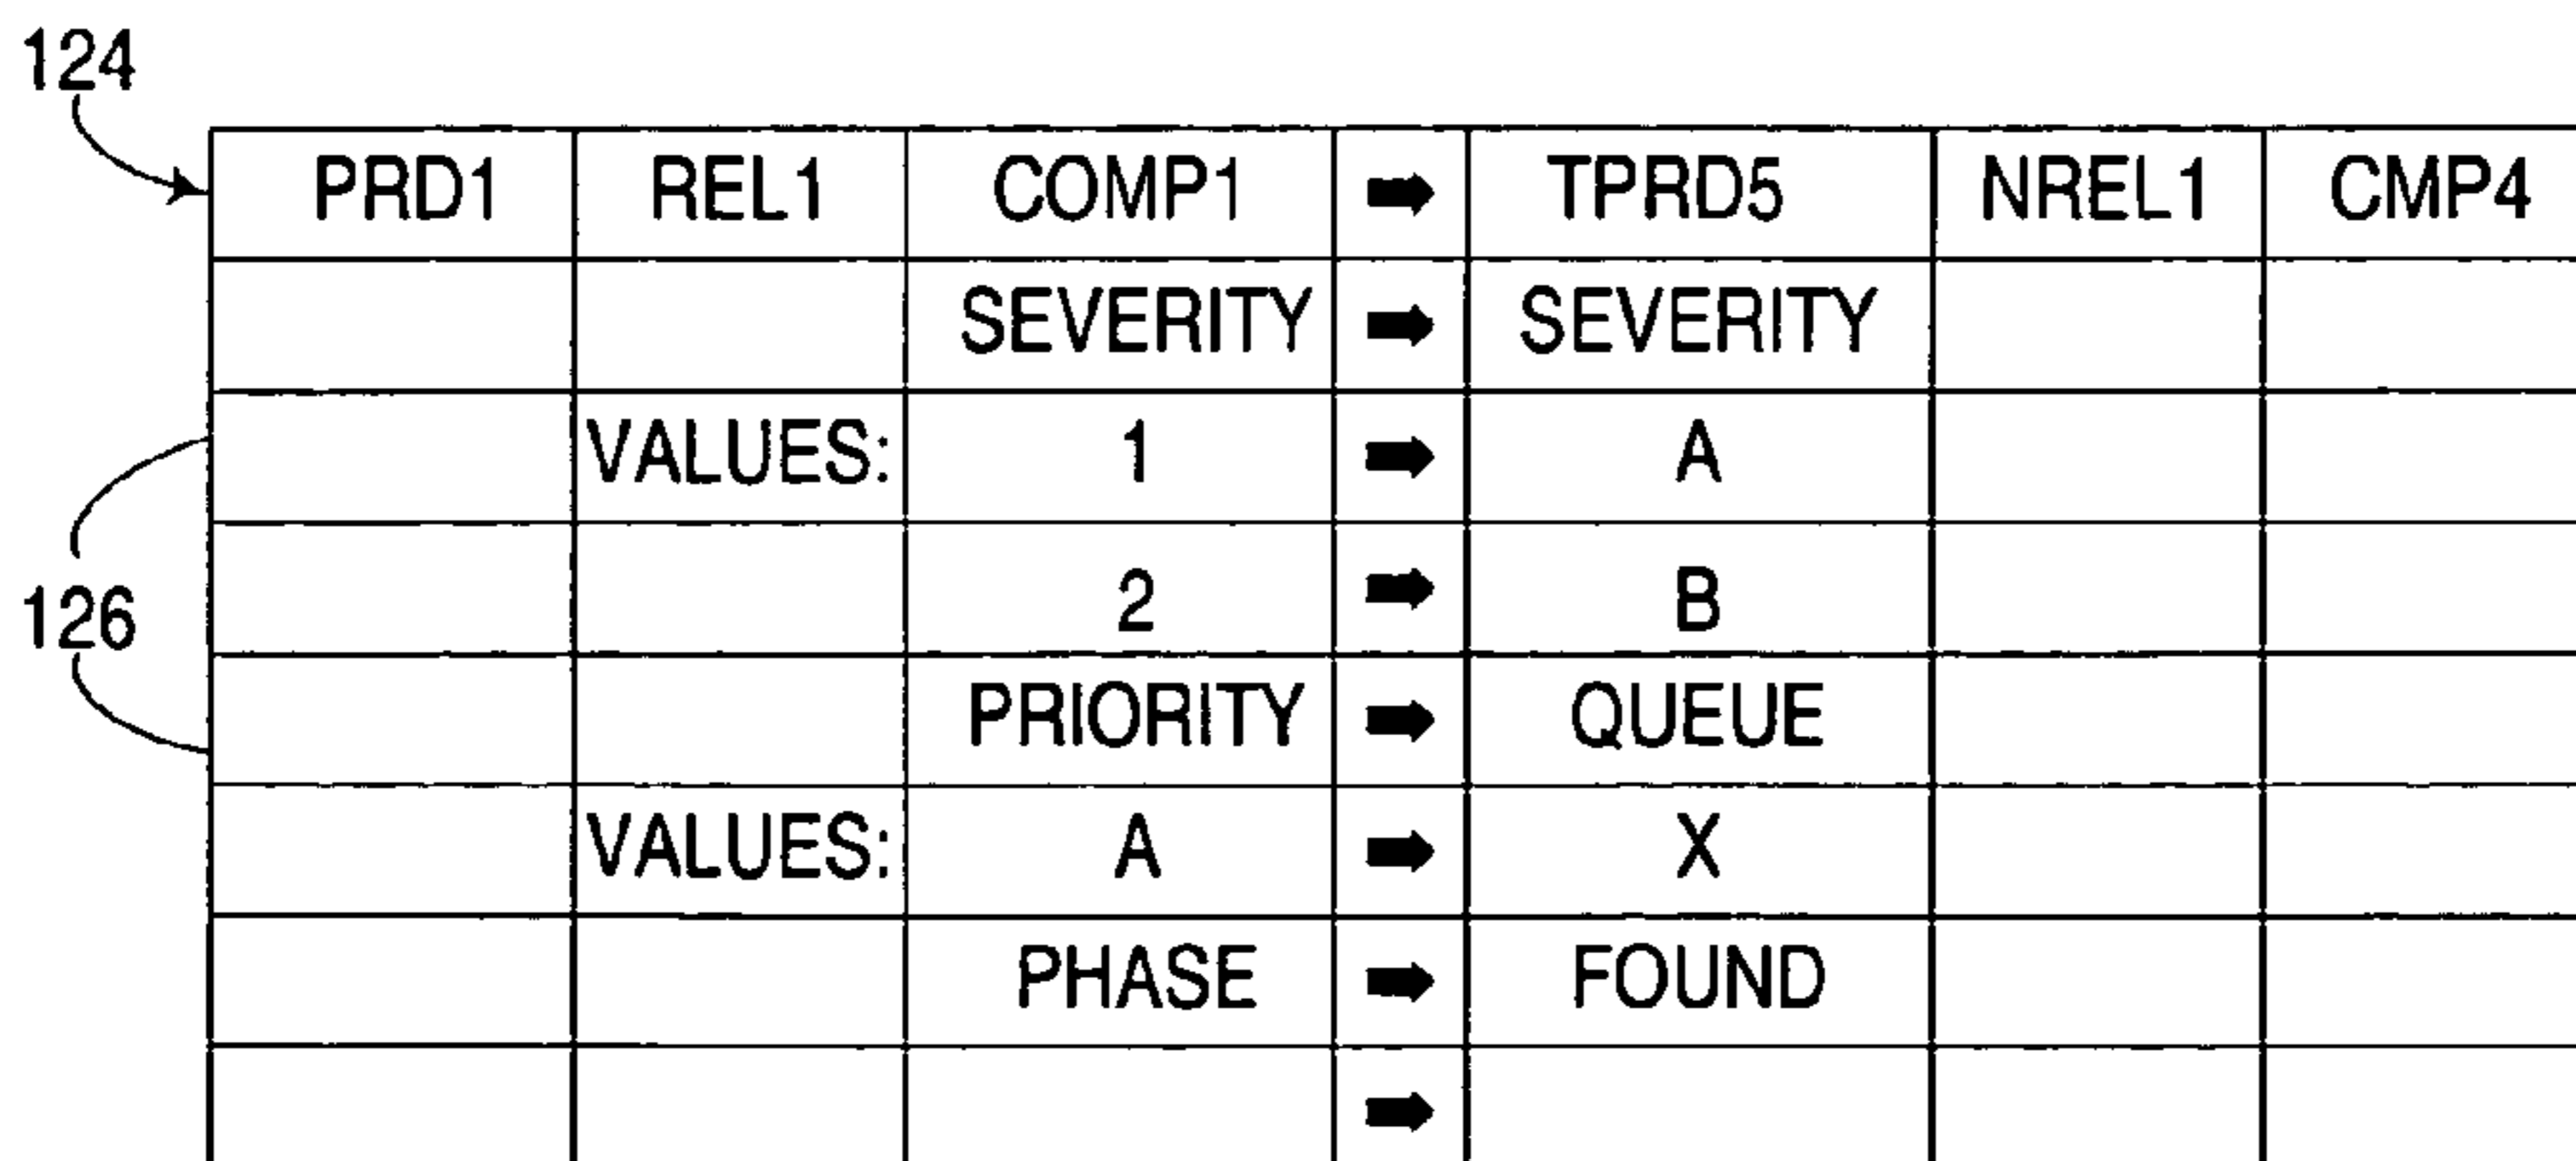 124
PRD1 REL1 COMP1 ➡ TPRD5 NREL1 CMP4
SEVERITY ➡ SEVERITY
VALUES: 1 ➡ A
2 ➡ B
126
PRIORITY ➡ QUEUE
VALUES: A ➡ X
PHASE ➡ FOUND
➡